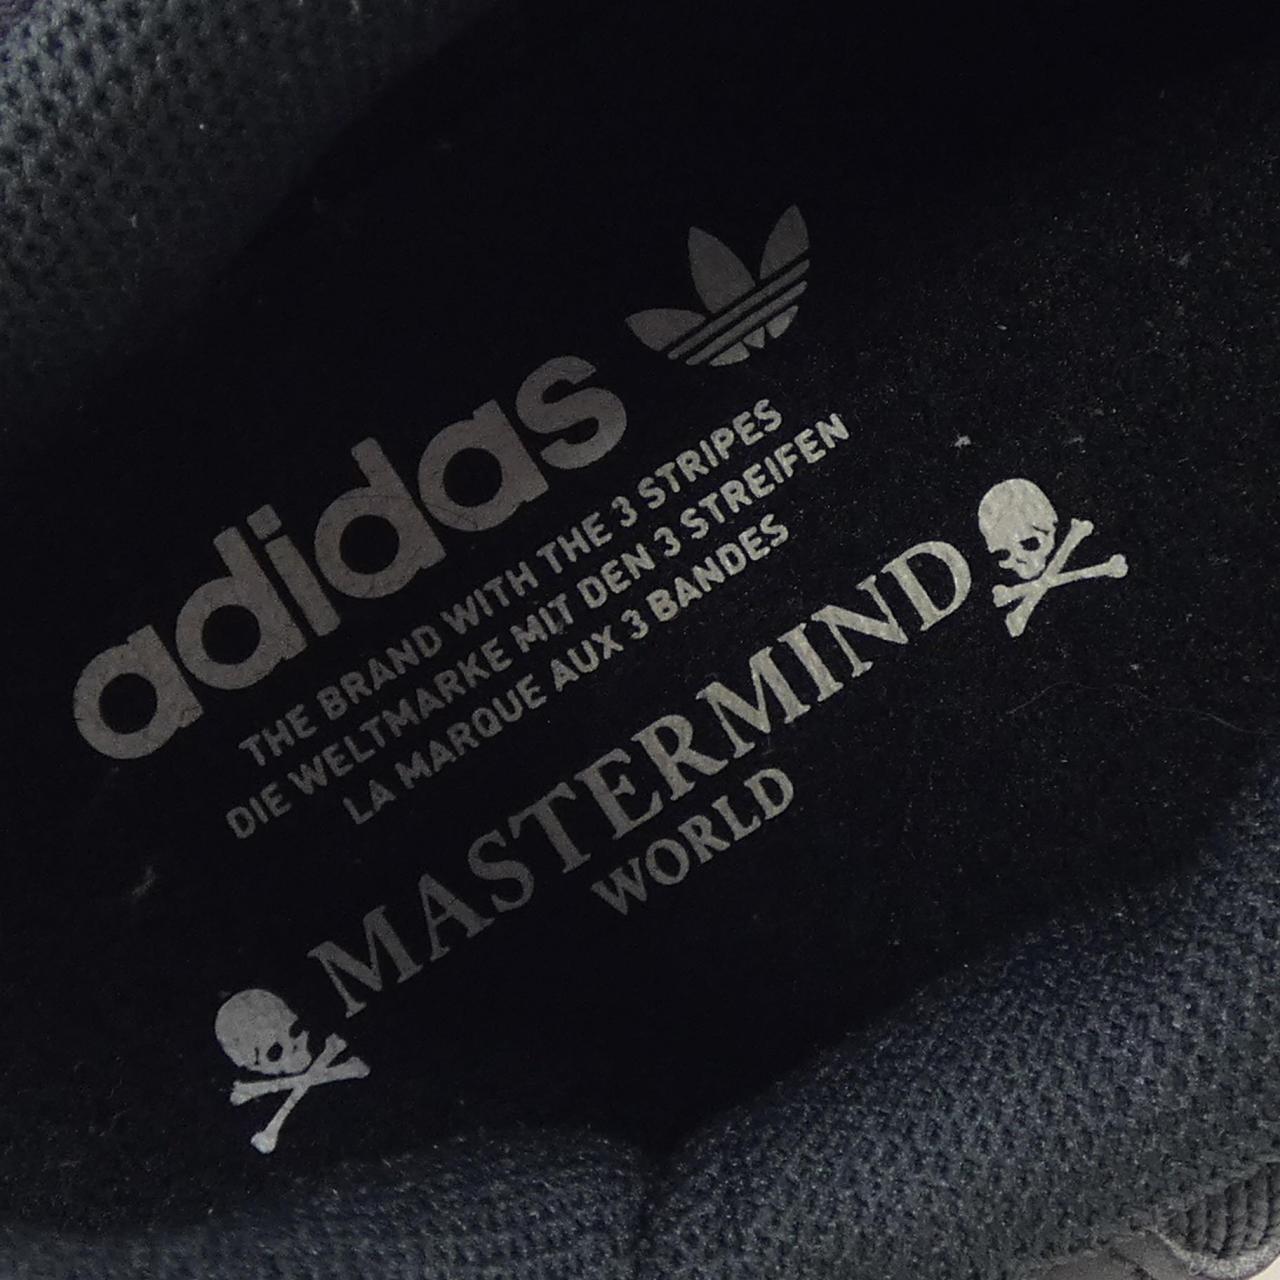 adidas
THE BRAND WITH THE 3 STRIPES
DIE WELTMARKE MIT DEN 3 STREIFEN
LA MARQUE AUX 3 BANDES
MASTERMIND
WORLD